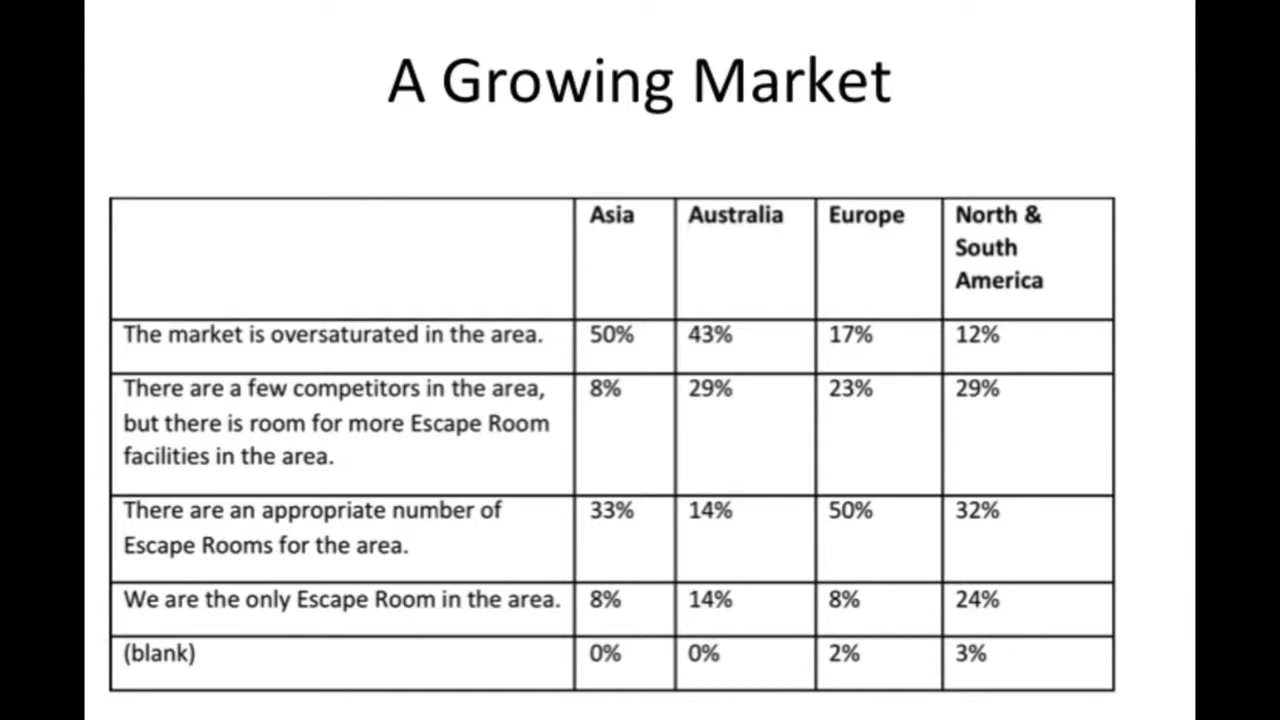 A Growing Market
Asia Australia Europe North &
South
America
The market is oversaturated in the area. 50% 43% 17% 12%
There are a few competitors in the area, 8% 29% 23% 29%
but there is room for more Escape Room
facilities in the area.
There are an appropriate number of 33% 14% 50% 32%
Escape Rooms for the area.
We are the only Escape Room in the area. 8% 14% 8% 24%
(blank) 0% 0% 2% 3%